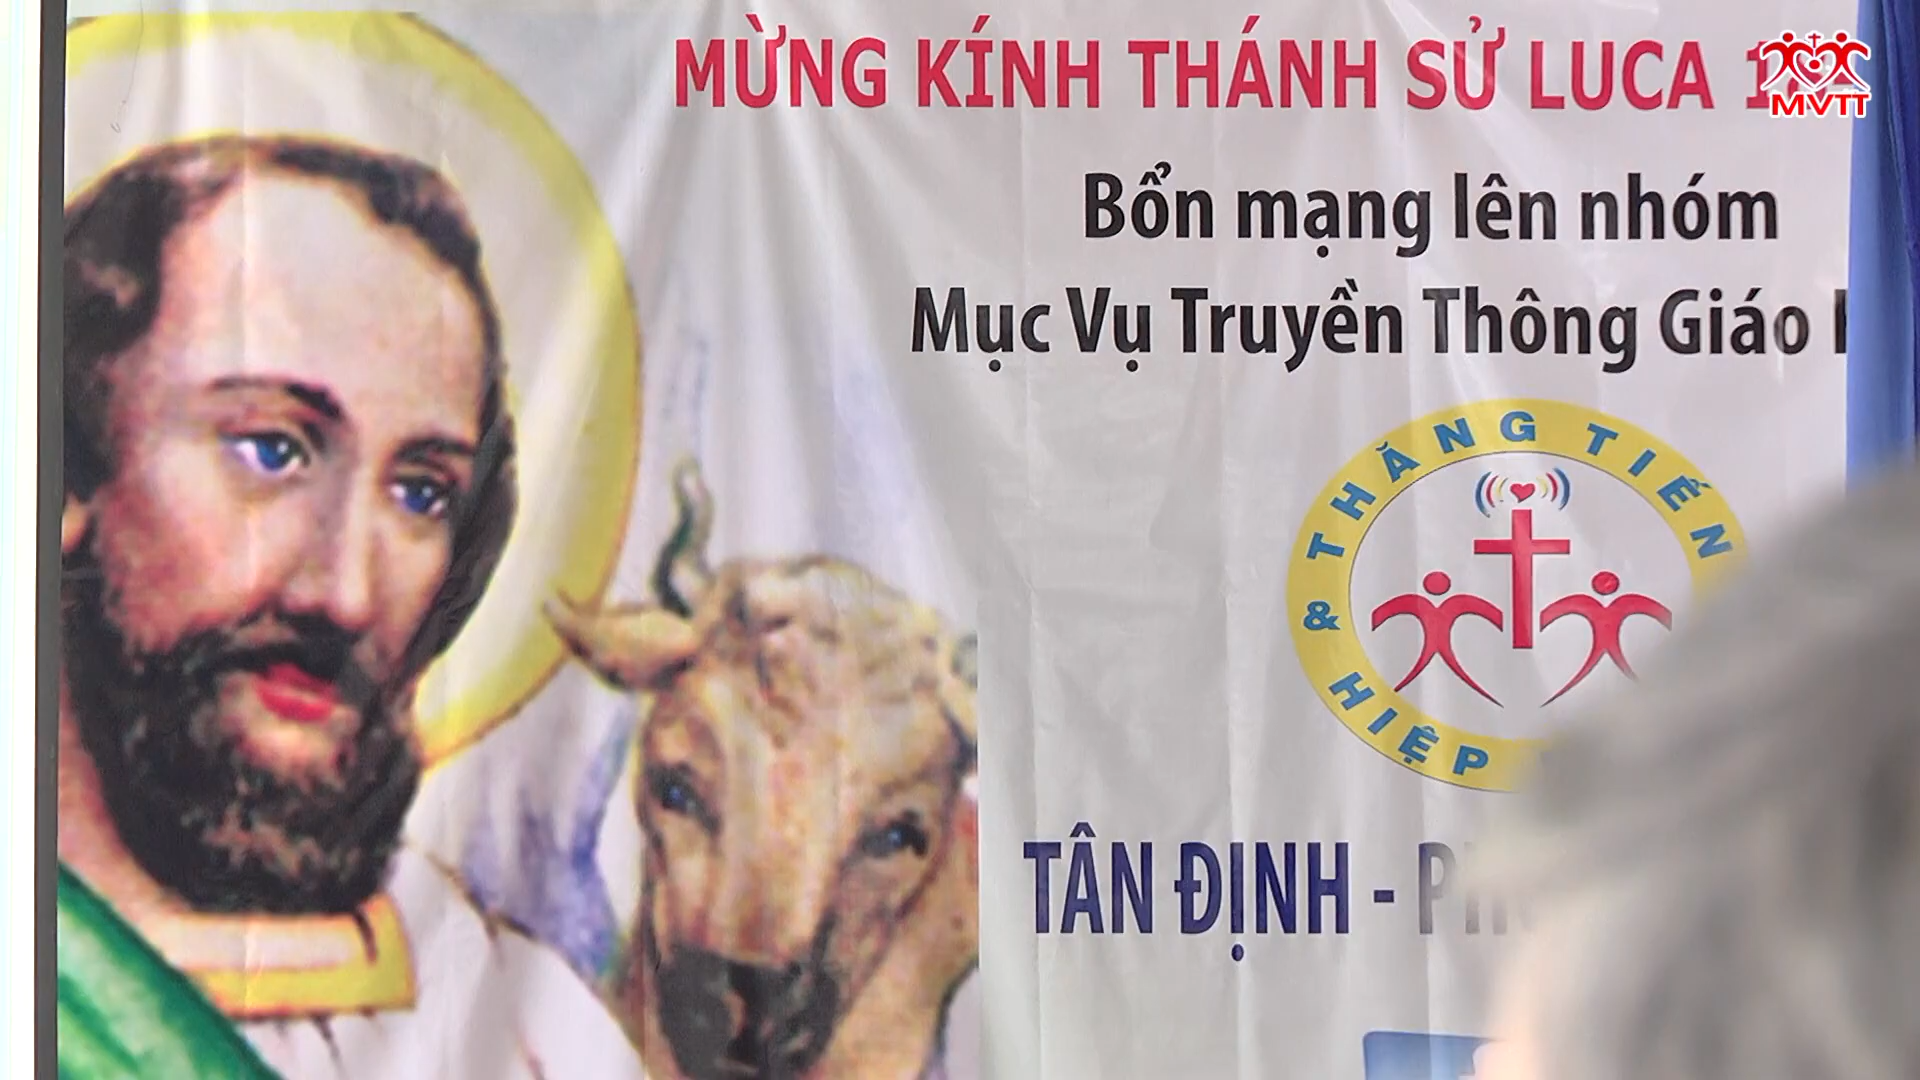 MỪNG KÍNH THÁNH SỬ LUCA
MVTT
Bổn mạng lên nhóm
Mục Vụ Truyền Thông Giáo
& THĂNG TIẾN
HIỆP
TÂN ĐỊNH -